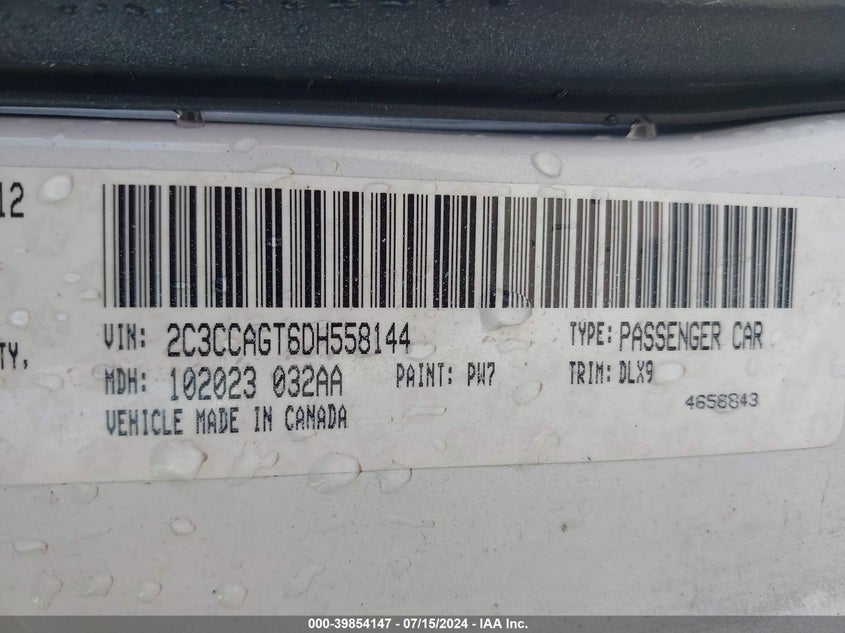 12
VIN: 2C3CCAGT6DH558144 TYPE: PASSENGER CAR
TY,
MDH: 102023 032AA PAINT: PW7 TRIM: DLX9
4658843
VEHICLE MADE IN CANADA
000-39854147 - 07/15/2024 - IAA Inc.